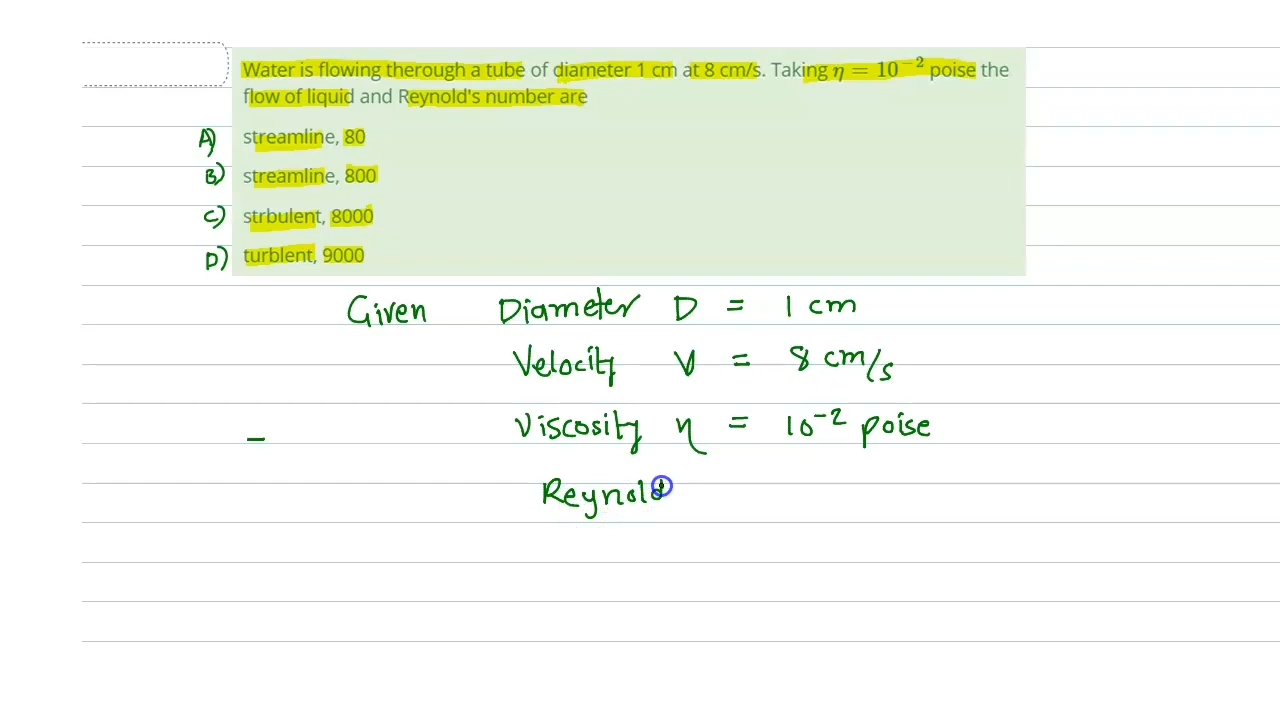 Water is flowing therough a tube of diameter 1 cm at 8 cm/s. Taking η = 10⁻² poise the
flow of liquid and Reynold's number are
A) streamline, 80
B) streamline, 800
C) strbulent, 8000
D) turblent, 9000
Given Diameter D = 1 cm
Velocity V = 8 cm/s
– Viscosity η = 10⁻² poise
Reynold